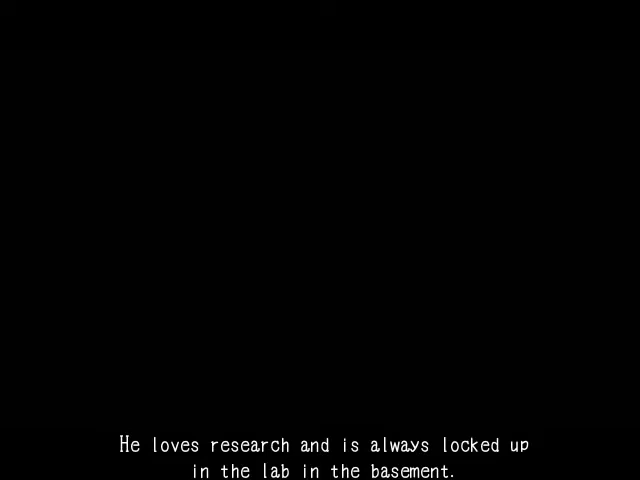 He loves research and is always locked up
in the lab in the basement.